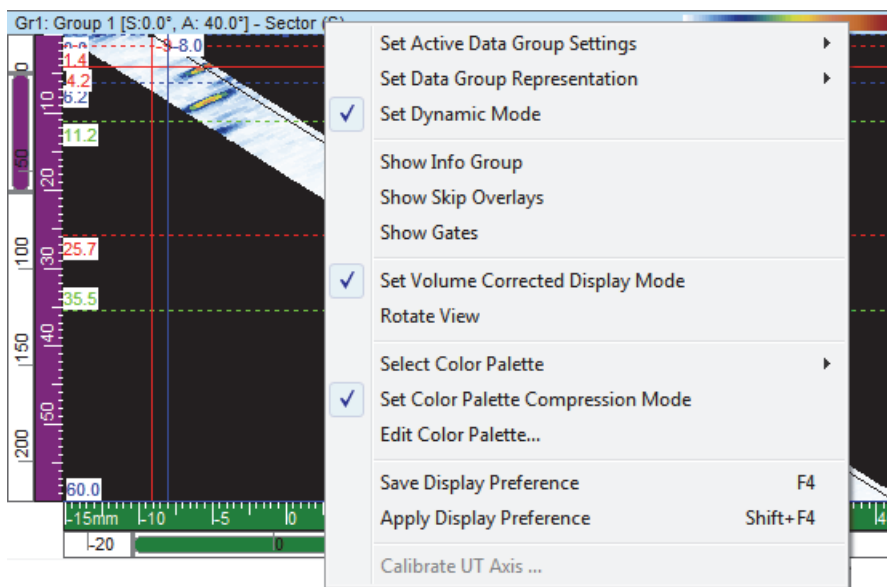 Gr1: Group 1 [S:0.0°, A: 40.0°] - Sector (S)
-8.0
Set Active Data Group Settings
1.4
0
4.2
Set Data Group Representation
6.2
10
Set Dynamic Mode
11.2
50
Show Info Group
20
Show Skip Overlays
Show Gates
25.7
100
30
Set Volume Corrected Display Mode
35.5
Rotate View
40
150
Select Color Palette
Set Color Palette Compression Mode
50
Edit Color Palette...
200
60.0
Save Display Preference F4
-15mm -10 -5 0
Apply Display Preference Shift+F4
4
-20 0
Calibrate UT Axis ...